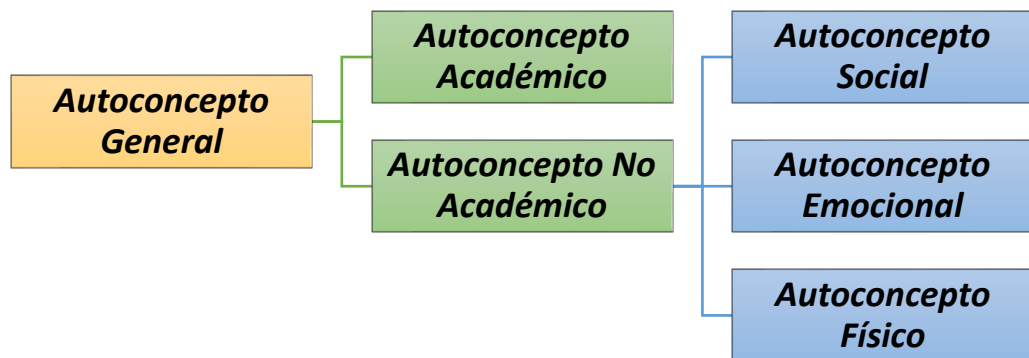 Autoconcepto
General
Autoconcepto
Académico
Autoconcepto No
Académico
Autoconcepto
Social
Autoconcepto
Emocional
Autoconcepto
Físico